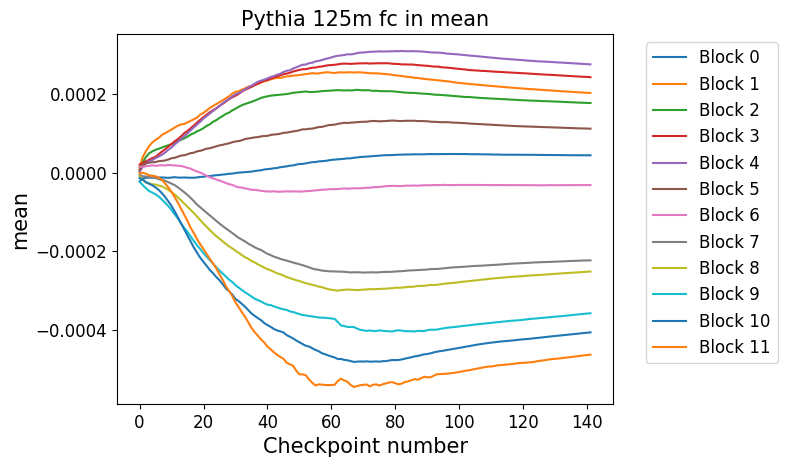 Pythia 125m fc in mean
mean
0.0002
0.0000
−0.0002
−0.0004
0
20
40
60
80
100
120
140
Checkpoint number
Block 0
Block 1
Block 2
Block 3
Block 4
Block 5
Block 6
Block 7
Block 8
Block 9
Block 10
Block 11